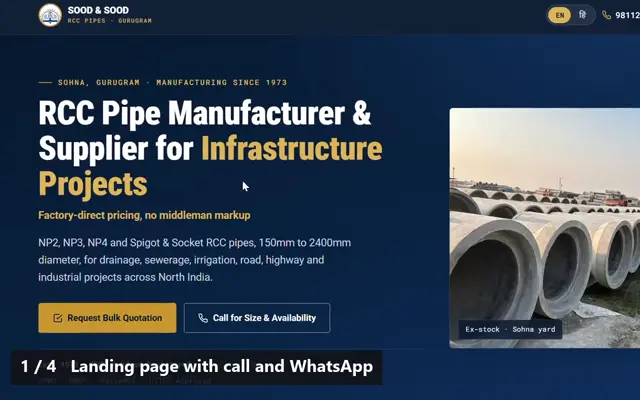 SOOD & SOOD
RCC PIPES · GURUGRAM
EN
हिं
98112
SOHNA, GURUGRAM · MANUFACTURING SINCE 1973
RCC Pipe Manufacturer &
Supplier for Infrastructure
Projects
Factory-direct pricing, no middleman markup
NP2, NP3, NP4 and Spigot & Socket RCC pipes, 150mm to 2400mm
diameter, for drainage, sewerage, irrigation, road, highway and
industrial projects across North India.
Request Bulk Quotation
Call for Size & Availability
Ex-stock · Sohna yard
1 / 4 Landing page with call and WhatsApp